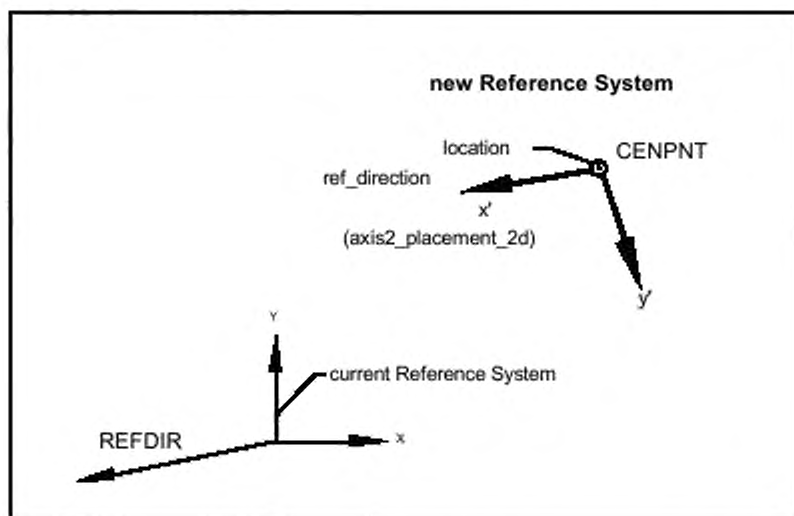 new Reference System
location
CENPNT
ref_direction
x'
(axis2_placement_2d)
y'
Y
current Reference System
REFDIR
X